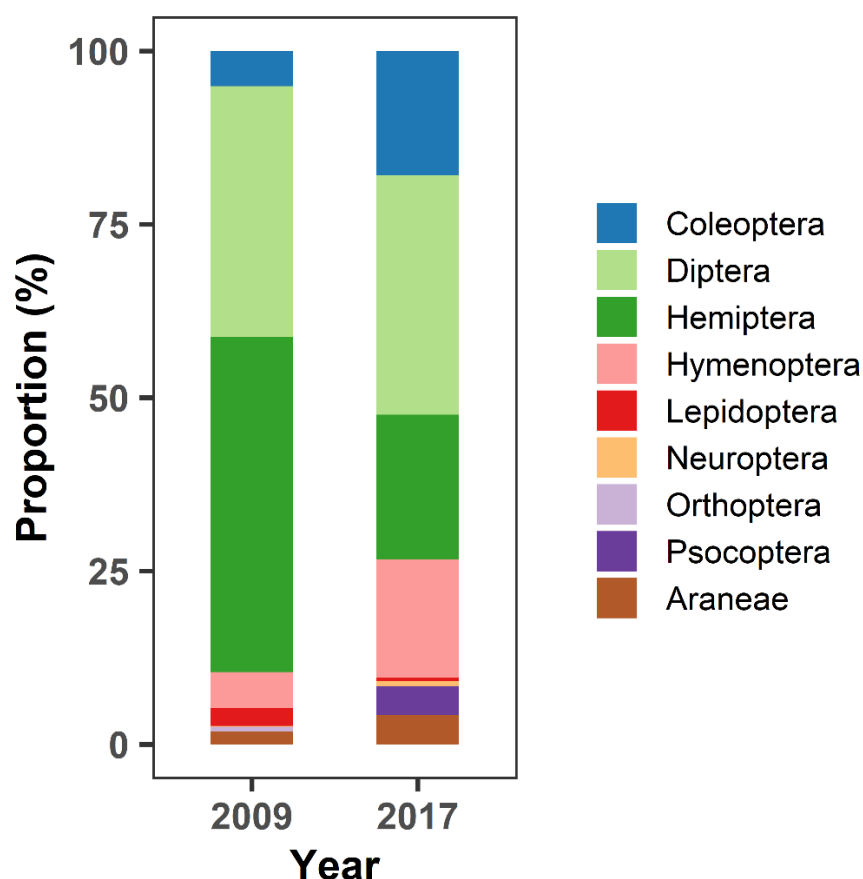 100
75
50
25
0
Proportion (%)
2009 2017
Year
Coleoptera
Diptera
Hemiptera
Hymenoptera
Lepidoptera
Neuroptera
Orthoptera
Psocoptera
Araneae